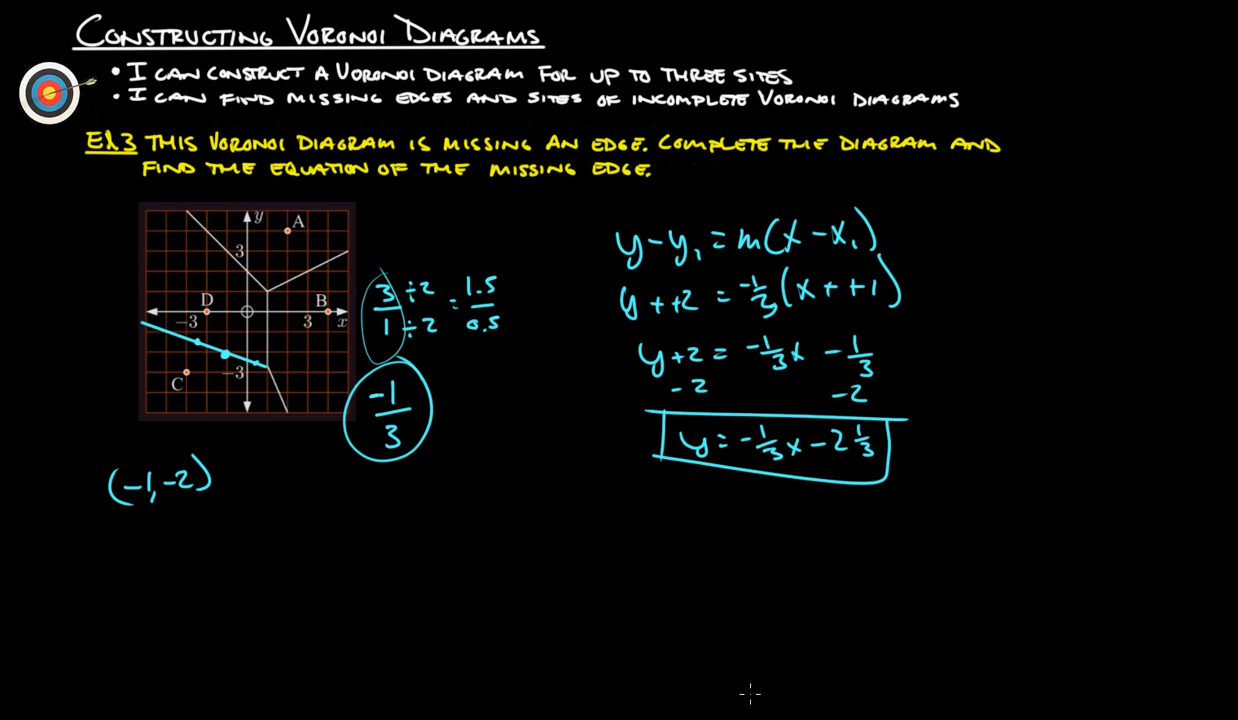 CONSTRUCTING VORONOI DIAGRAMS
• I CAN CONSTRUCT A VORONOI DIAGRAM FOR UP TO THREE SITES
• I CAN FIND MISSING EDGES AND SITES OF INCOMPLETE VORONOI DIAGRAMS
EX 3 THIS VORONOI DIAGRAM IS MISSING AN EDGE. COMPLETE THE DIAGRAM AND
FIND THE EQUATION OF THE MISSING EDGE.
y
A
3
D
B
-3
3
x
C
-3
3/1 ÷2/÷2 = 1.5/0.5
-1/3
(-1,-2)
y-y₁ = m(x-x₁)
y++2 = -1/3(x++1)
y+2 = -1/3x - 1/3
-2 -2
y = -1/3x - 2 1/3